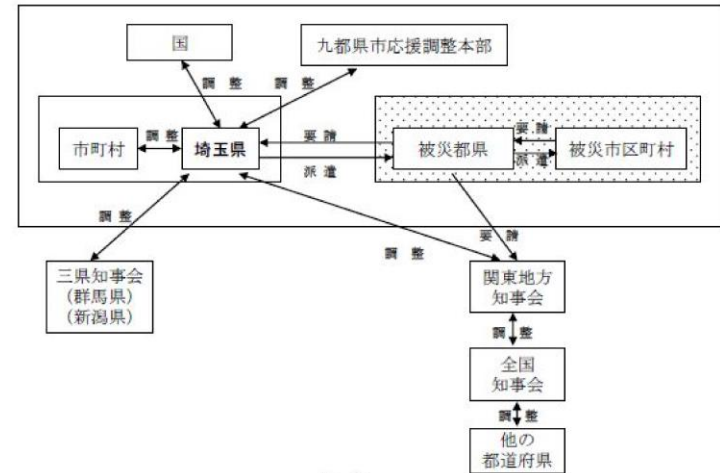 国
九都県市応援調整本部
調 整
調 整
市町村
調 整
埼玉県
要請
派遣
被災都県
要 請
派遣
被災市区町村
調 整
調 整
要 請
三県知事会
(群馬県)
(新潟県)
関東地方
知事会
調 整
全国
知事会
調 整
他の
都道府県